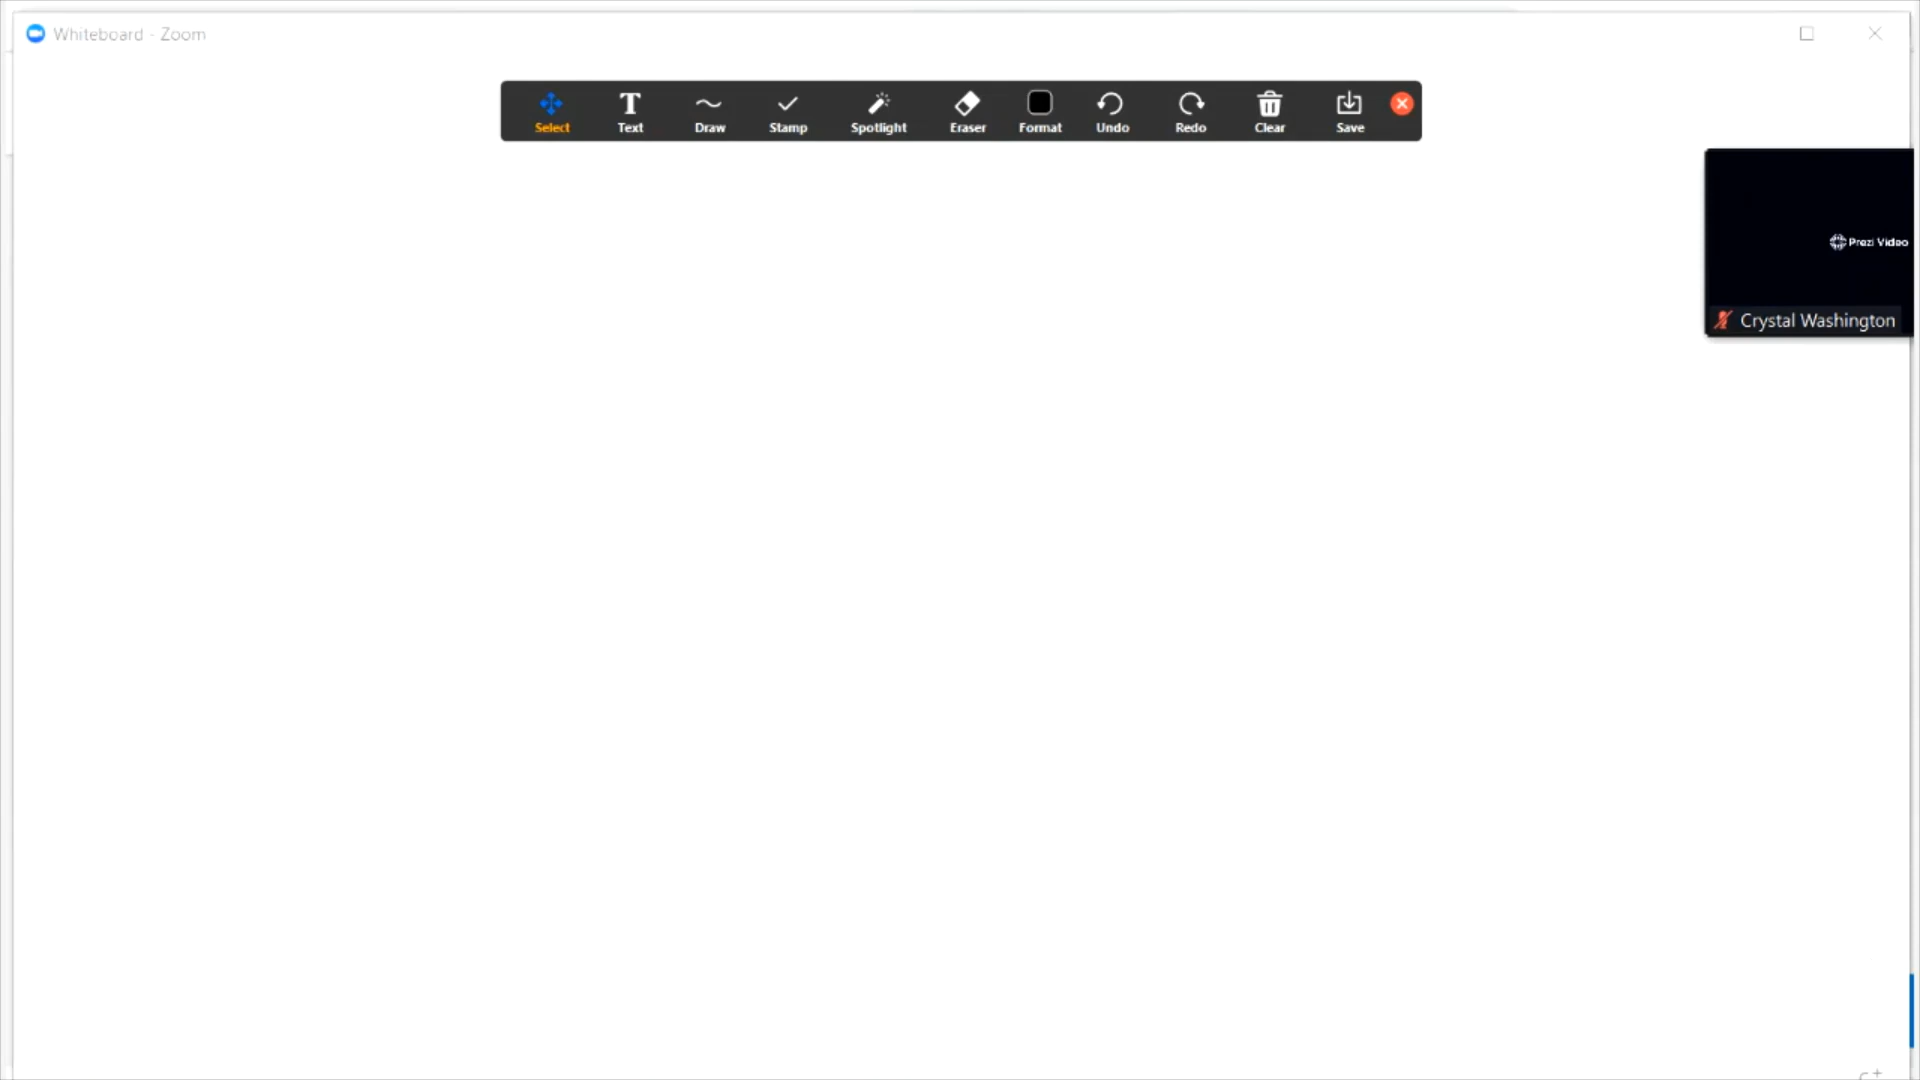 Whiteboard - Zoom
Select Text Draw Stamp Spotlight Eraser Format Undo Redo Clear Save
Prezi Video
Crystal Washington